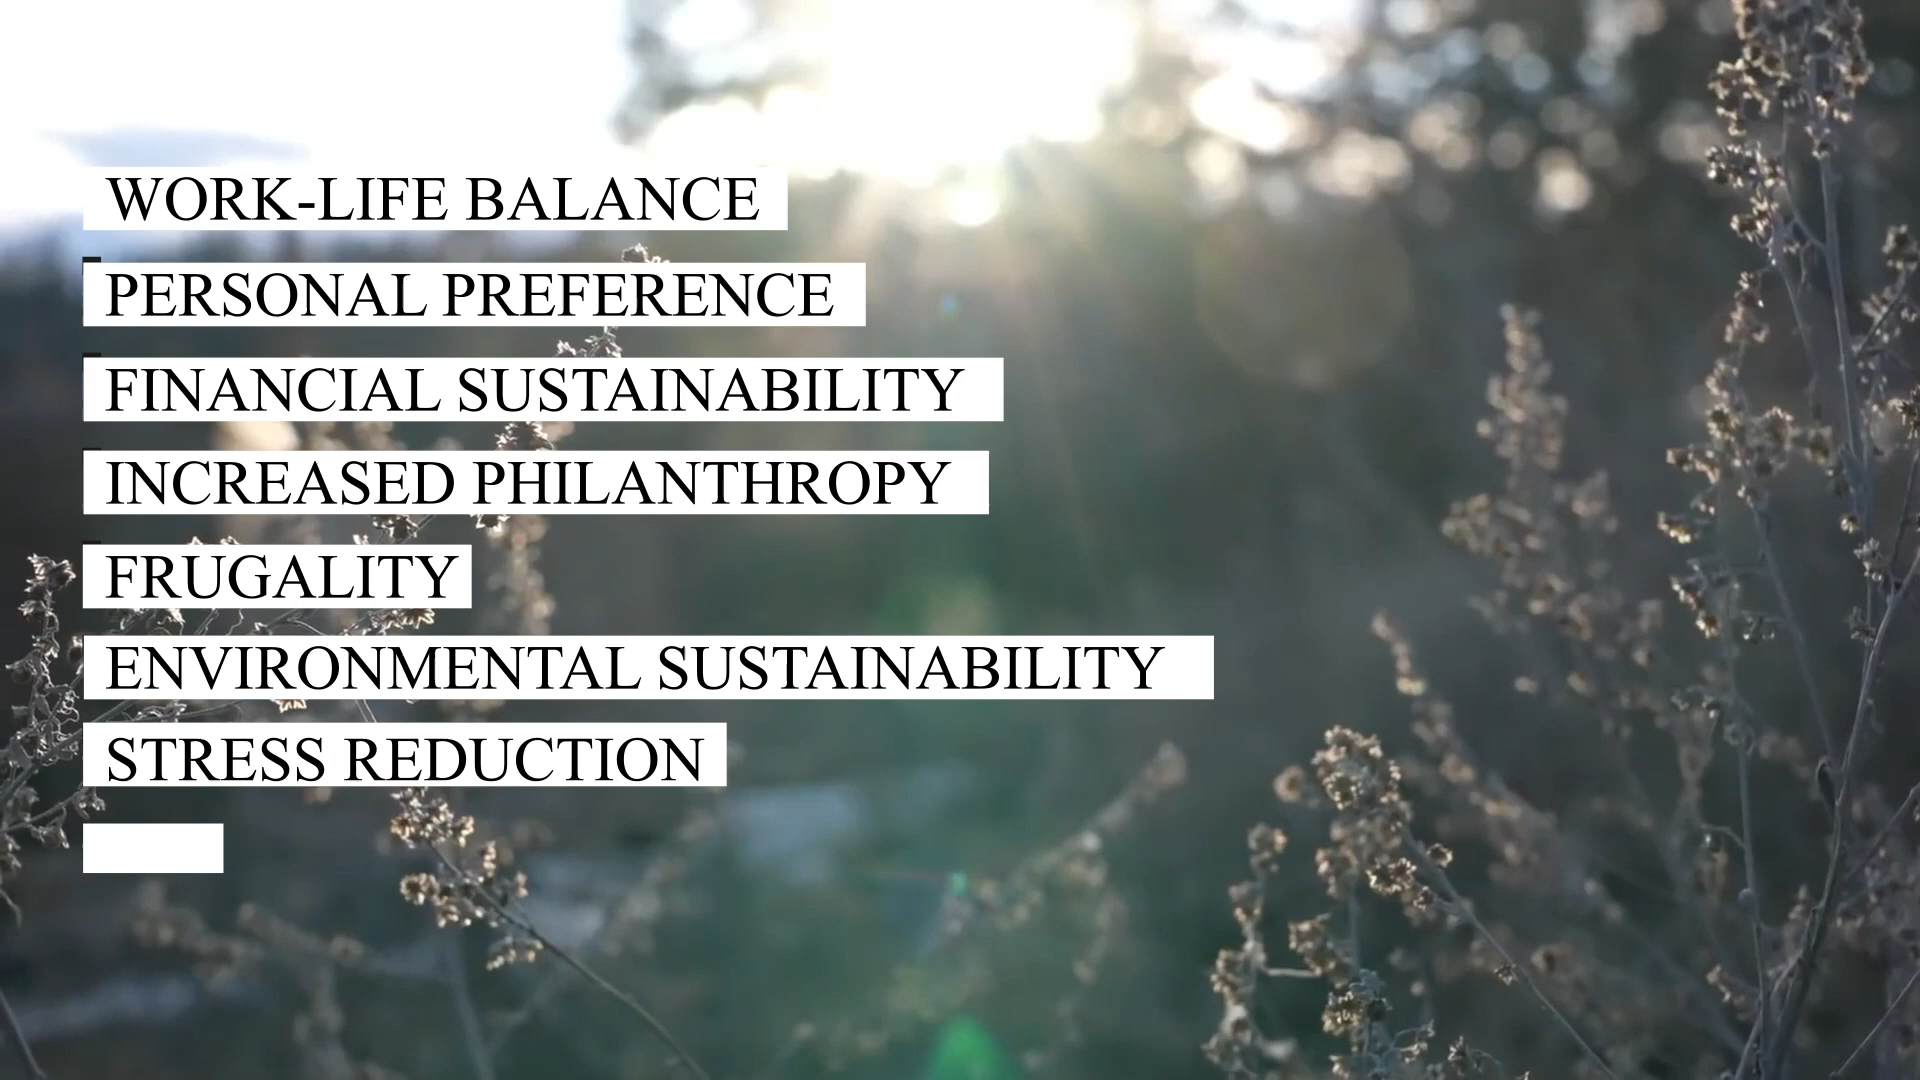 WORK-LIFE BALANCE
PERSONAL PREFERENCE
FINANCIAL SUSTAINABILITY
INCREASED PHILANTHROPY
FRUGALITY
ENVIRONMENTAL SUSTAINABILITY
STRESS REDUCTION